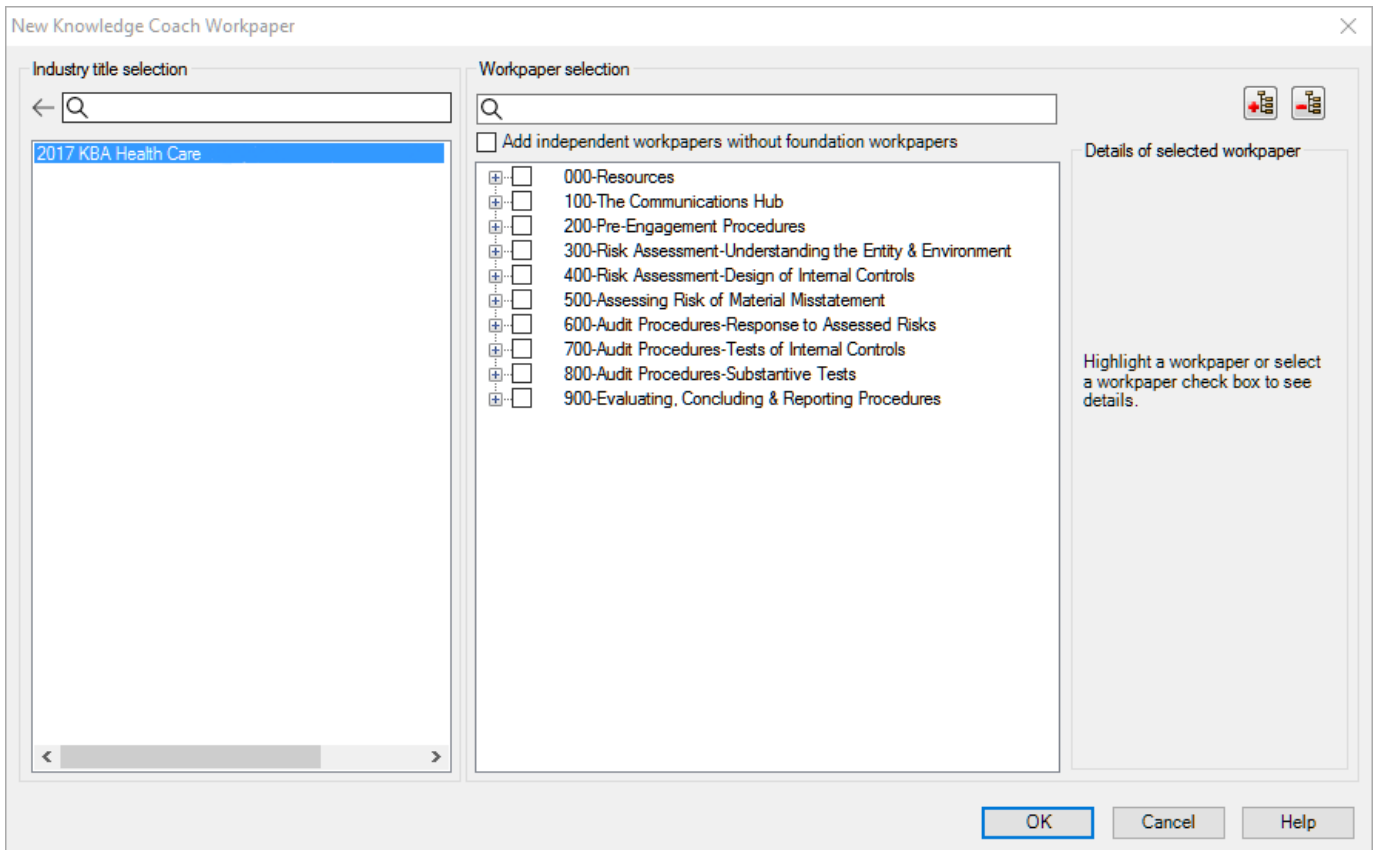 New Knowledge Coach Workpaper
Industry title selection
2017 KBA Health Care
Workpaper selection
Add independent workpapers without foundation workpapers
000-Resources
100-The Communications Hub
200-Pre-Engagement Procedures
300-Risk Assessment-Understanding the Entity & Environment
400-Risk Assessment-Design of Internal Controls
500-Assessing Risk of Material Misstatement
600-Audit Procedures-Response to Assessed Risks
700-Audit Procedures-Tests of Internal Controls
800-Audit Procedures-Substantive Tests
900-Evaluating, Concluding & Reporting Procedures
Details of selected workpaper
Highlight a workpaper or select
a workpaper check box to see
details.
OK Cancel Help